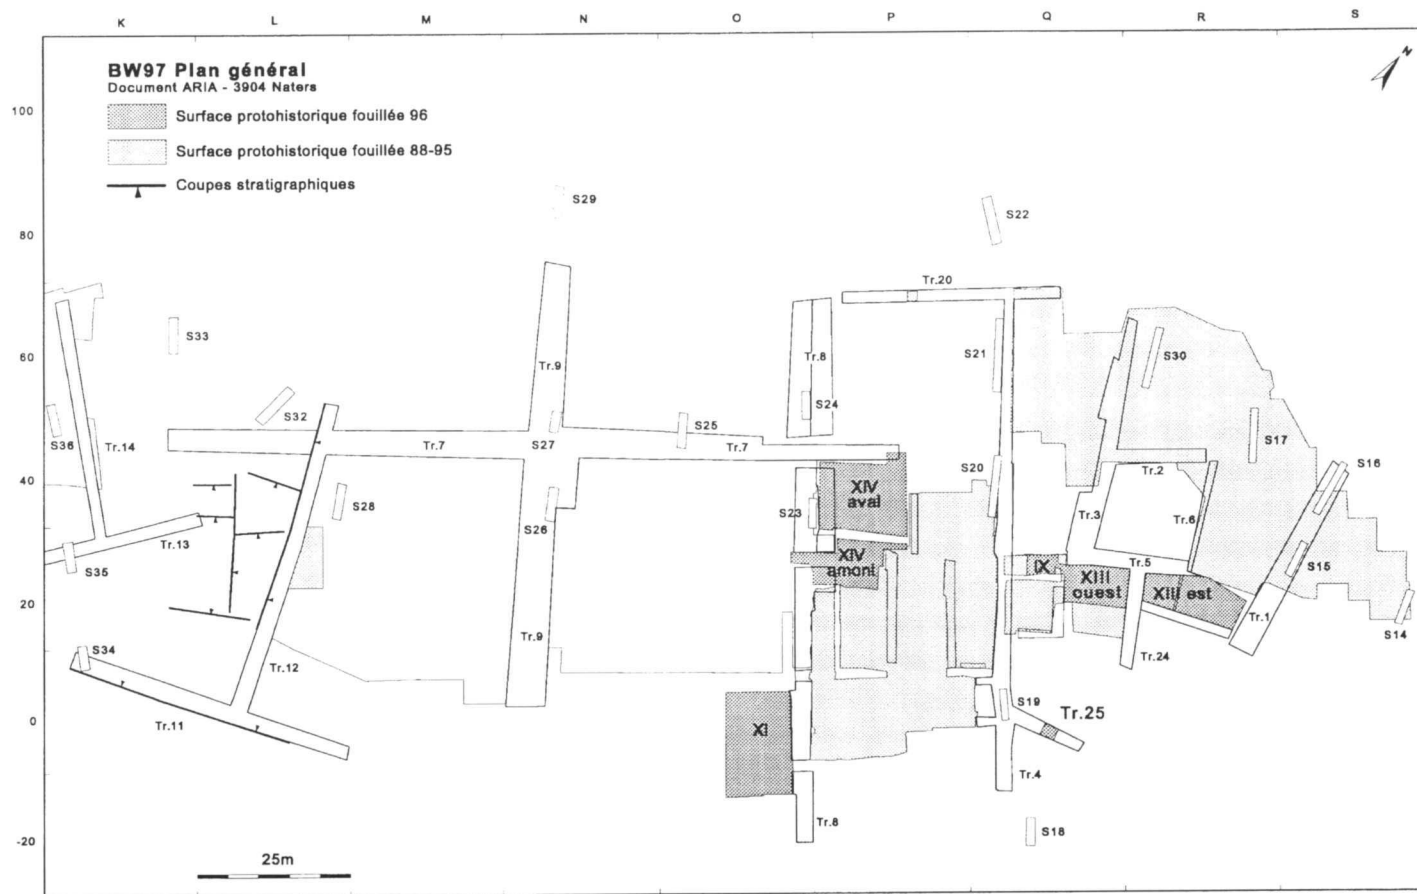 K L M N O P Q R S
N
BW97 Plan général
Document ARIA - 3904 Naters
Surface protohistorique fouillée 96
Surface protohistorique fouillée 88-95
Coupes stratigraphiques
100
80
60
40
20
0
-20
S29
S22
Tr.20
S33
Tr.9
Tr.8
S21
S30
S32
S24
S36
Tr.14
Tr.7
S27
S25
Tr.7
S17
S20
Tr.2
S16
XIV
aval
S28
S26
S23
Tr.3
Tr.6
Tr.13
S35
XIV
amont
IX
Tr.5
XIII
ouest
XIII est
S15
Tr.1
S14
S34
Tr.12
Tr.9
Tr.24
Tr.11
XI
S19
Tr.25
Tr.4
Tr.8
S18
25m